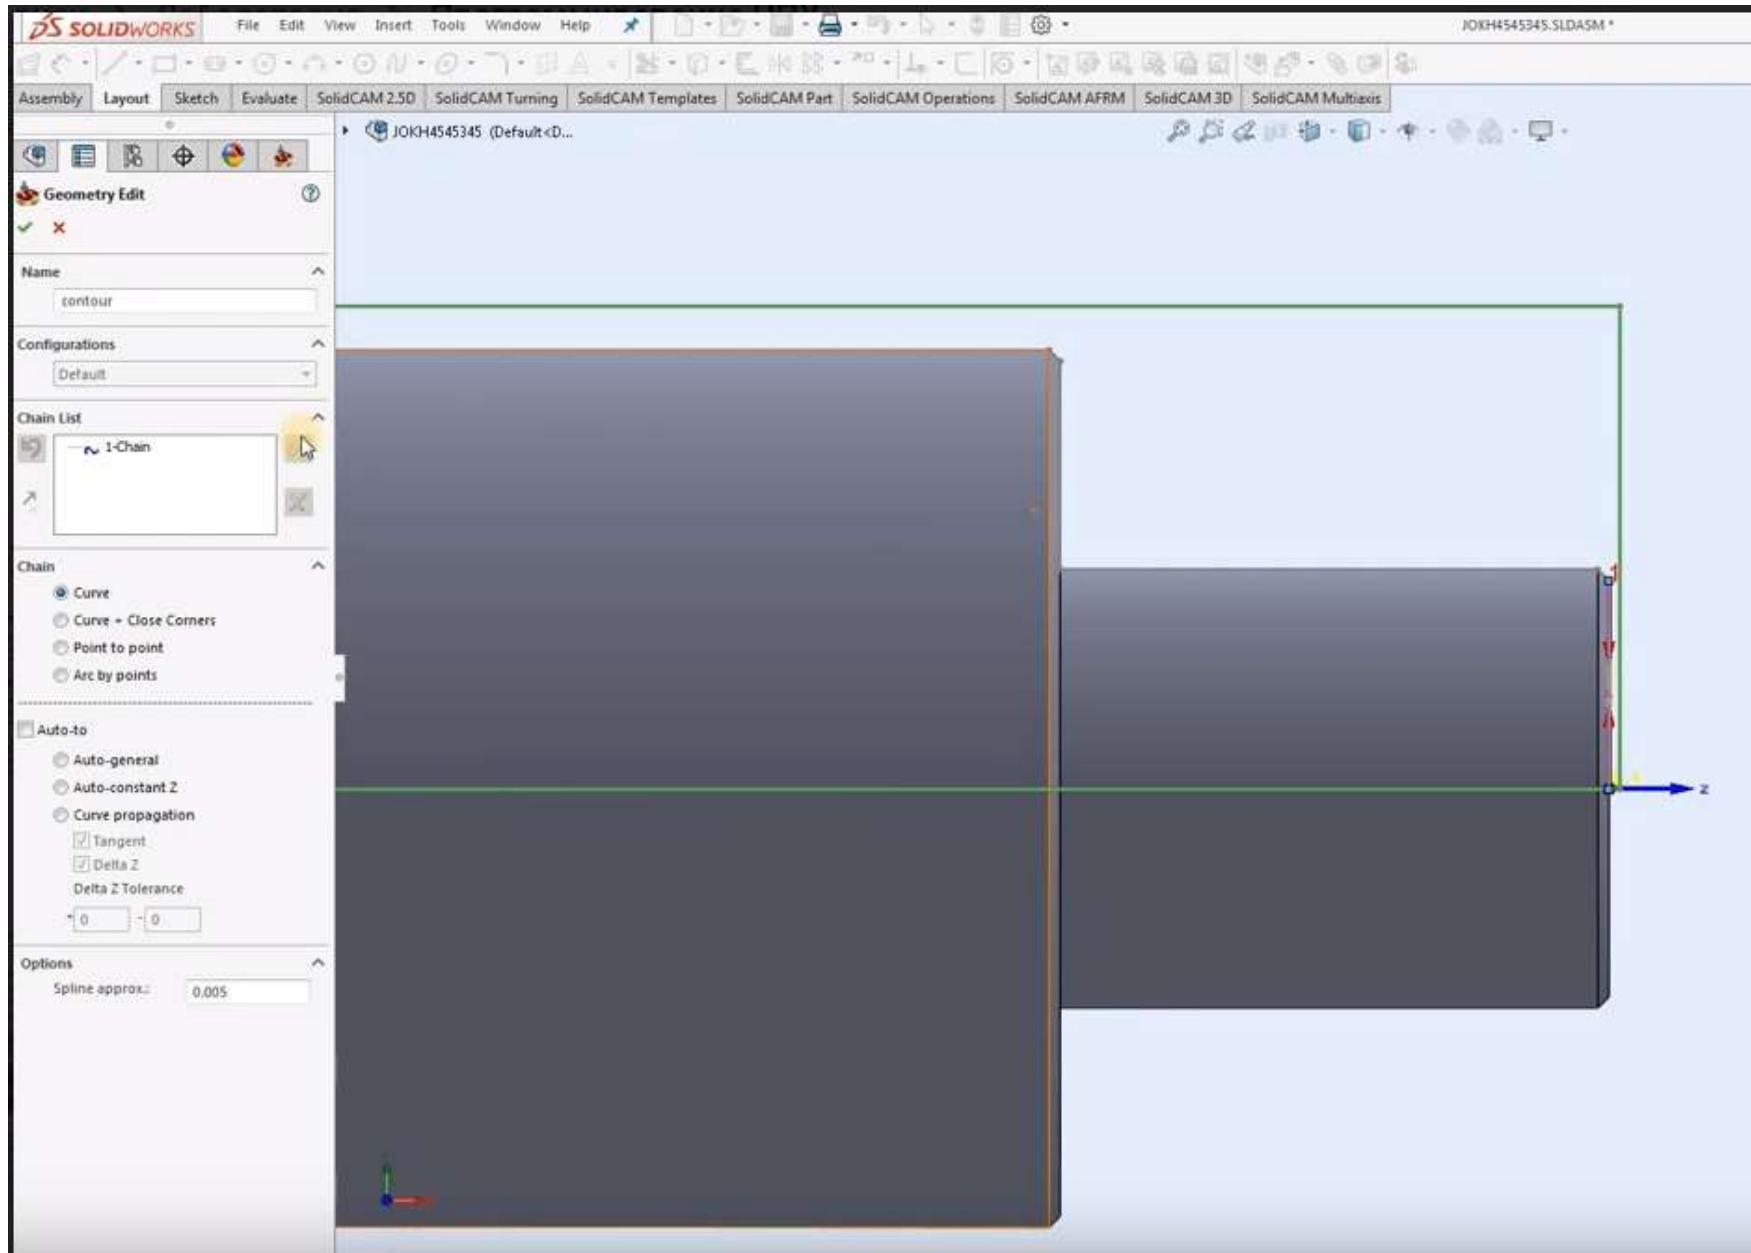 SOLIDWORKS File Edit View Insert Tools Window Help JOKH4545345.SLDASM *
Assembly Layout Sketch Evaluate SolidCAM 2.5D SolidCAM Turning SolidCAM Templates SolidCAM Part SolidCAM Operations SolidCAM AFRM SolidCAM 3D SolidCAM Multiaxis
JOKH4545345 (Default<D...
Geometry Edit
Name
contour
Configurations
Default
Chain List
1-Chain
Chain
Curve
Curve + Close Corners
Point to point
Arc by points
Auto-to
Auto-general
Auto-constant Z
Curve propagation
Tangent
Delta Z
Delta Z Tolerance
+ 0 - 0
Options
Spline approx.: 0.005
1
Z